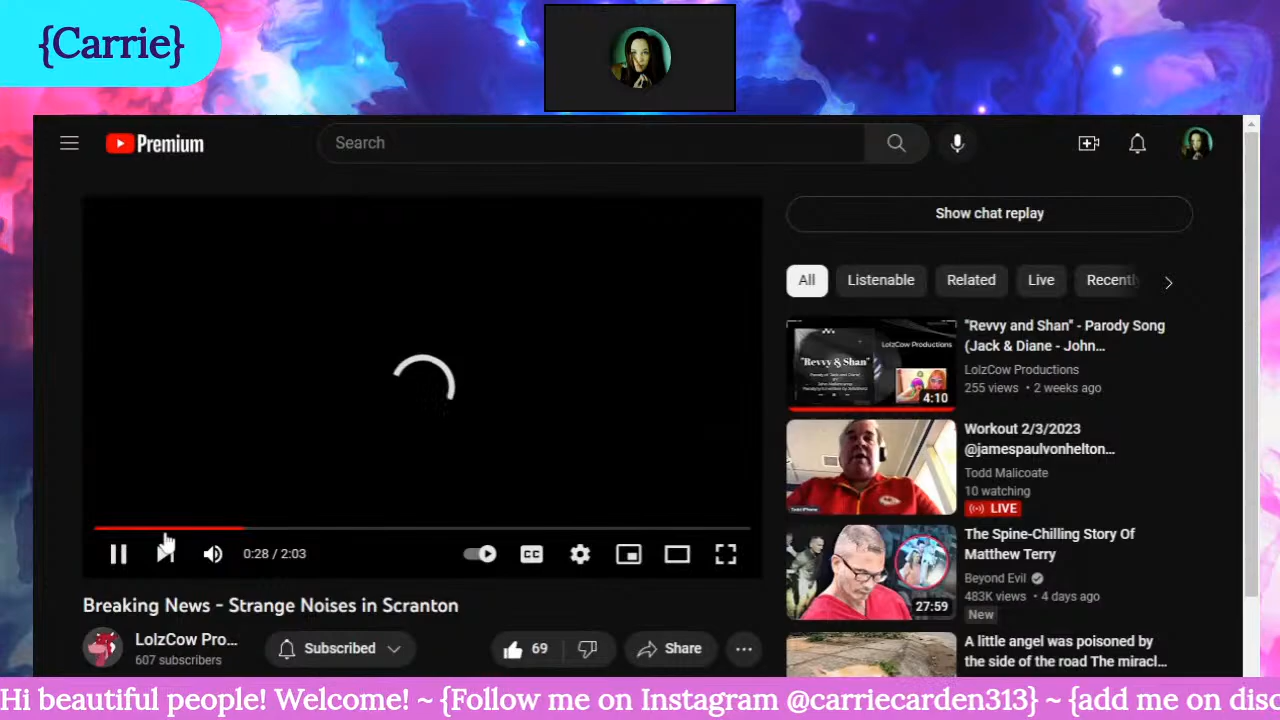 {Carrie}
Premium
Search
Show chat replay
All
Listenable
Related
Live
Recently
"Revvy and Shan" - Parody Song
(Jack & Diane - John...
LolzCow Productions
255 views • 2 weeks ago
LolzCow Productions
"Revvy & Shan"
4:10
Workout 2/3/2023
@jamespaulvonhelton...
Todd Malicoate
10 watching
LIVE
The Spine-Chilling Story Of
Matthew Terry
Beyond Evil
483K views • 4 days ago
New
27:59
A little angel was poisoned by
the side of the road The miracl...
0:28 / 2:03
CC
Breaking News - Strange Noises in Scranton
LolzCow Pro...
607 subscribers
Subscribed
69
Share
Hi beautiful people! Welcome! ~ {Follow me on Instagram @carriecarden313} ~ {add me on disc